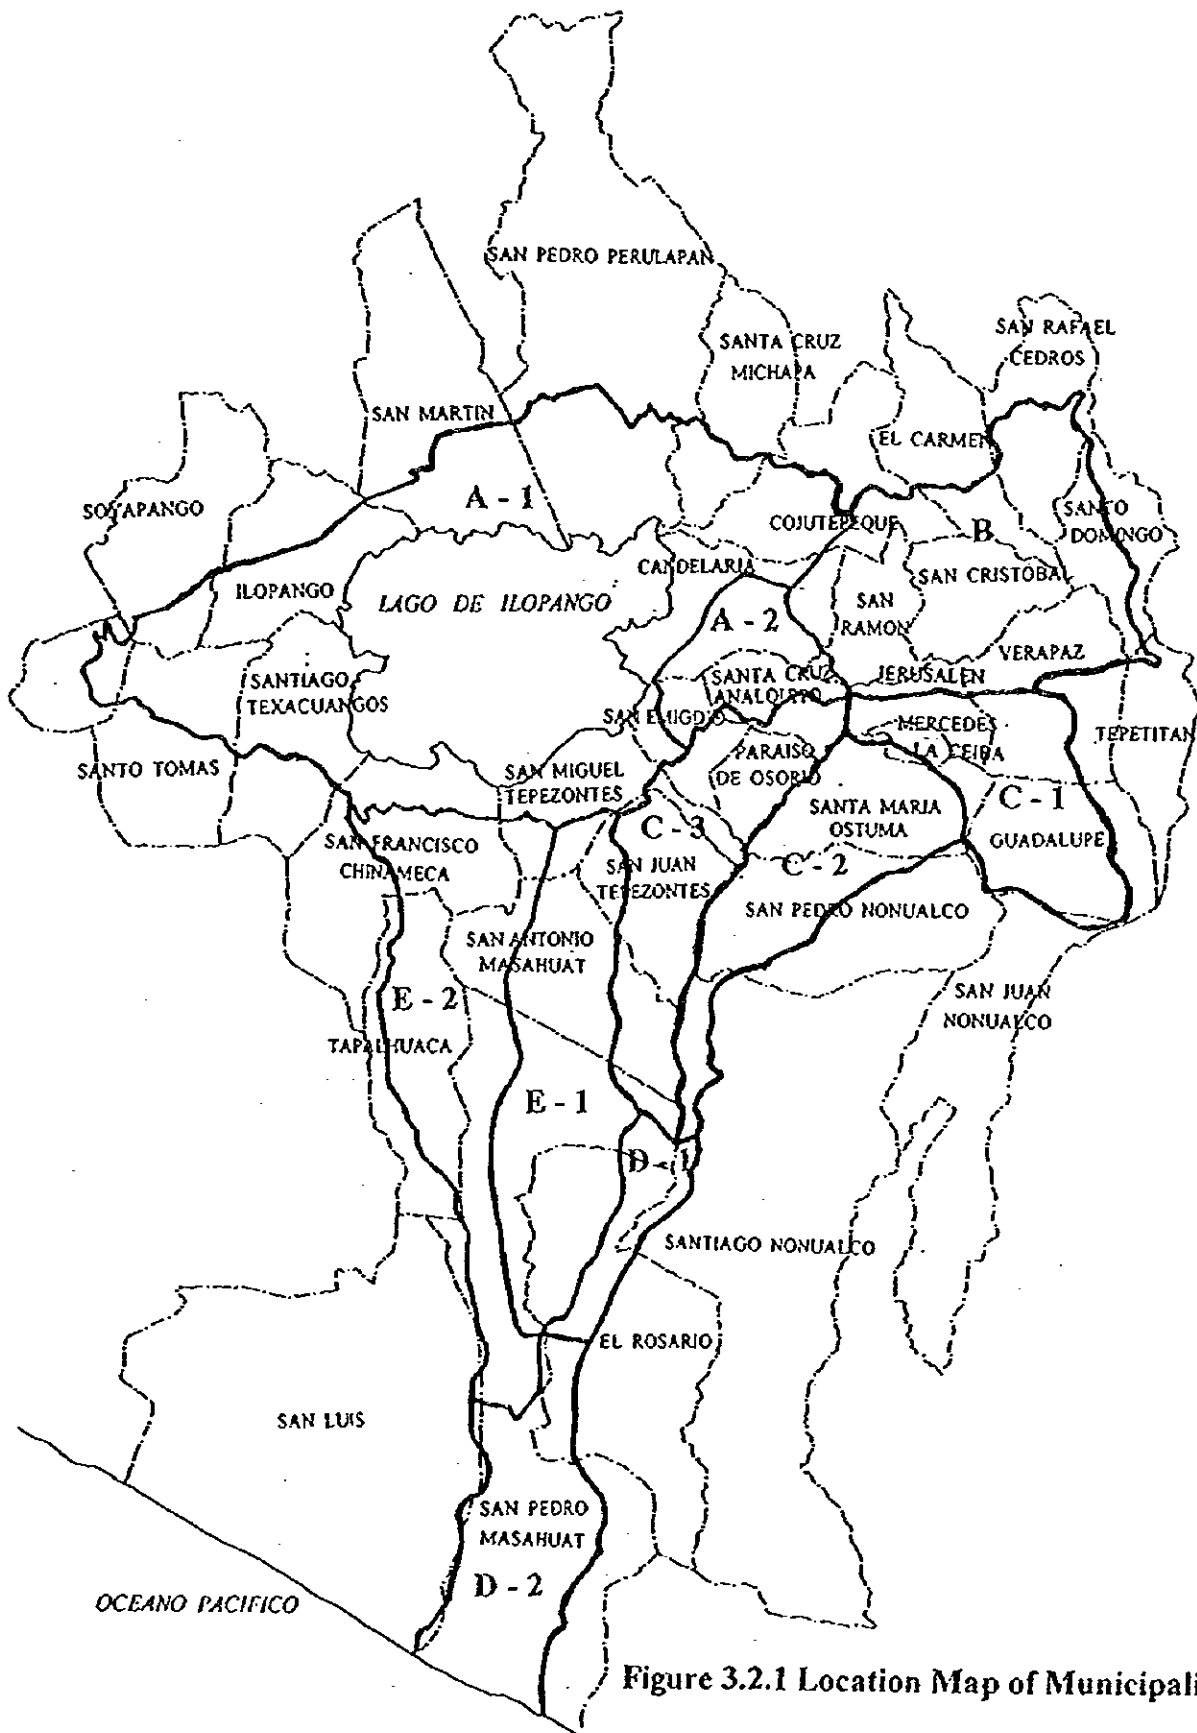 SAN PEDRO PERULAPAN
SANTA CRUZ
MICHAPA
SAN RAFAEL
CEDROS
SAN MARTIN
EL CARMEN
A - 1
SOYAPANGO
COJUTEPEQUE
B
SANTO
DOMINGO
CANDELARIA
SAN CRISTOBAL
ILOPANGO
LAGO DE ILOPANGO
SAN
RAMON
A - 2
VERAPAZ
SANTIAGO
TEXACUANGOS
SANTA CRUZ
ANALQUITO
JERUSALEN
SAN EMIGDIO
MERCEDES
LA CEIBA
TEPETITAN
SANTO TOMAS
SAN MIGUEL
TEPEZONTES
PARAISO
DE OSORIO
C - 1
SANTA MARIA
OSTUMA
GUADALUPE
C - 3
SAN FRANCISCO
CHINAMECA
SAN JUAN
TEPEZONTES
C - 2
SAN PEDRO NONUALCO
SAN ANTONIO
MASAHUAT
E - 2
SAN JUAN
NONUALCO
TAPALHUACA
E - 1
D - 1
SANTIAGO NONUALCO
EL ROSARIO
SAN LUIS
SAN PEDRO
MASAHUAT
D - 2
OCEANO PACIFICO
Figure 3.2.1 Location Map of Municipali